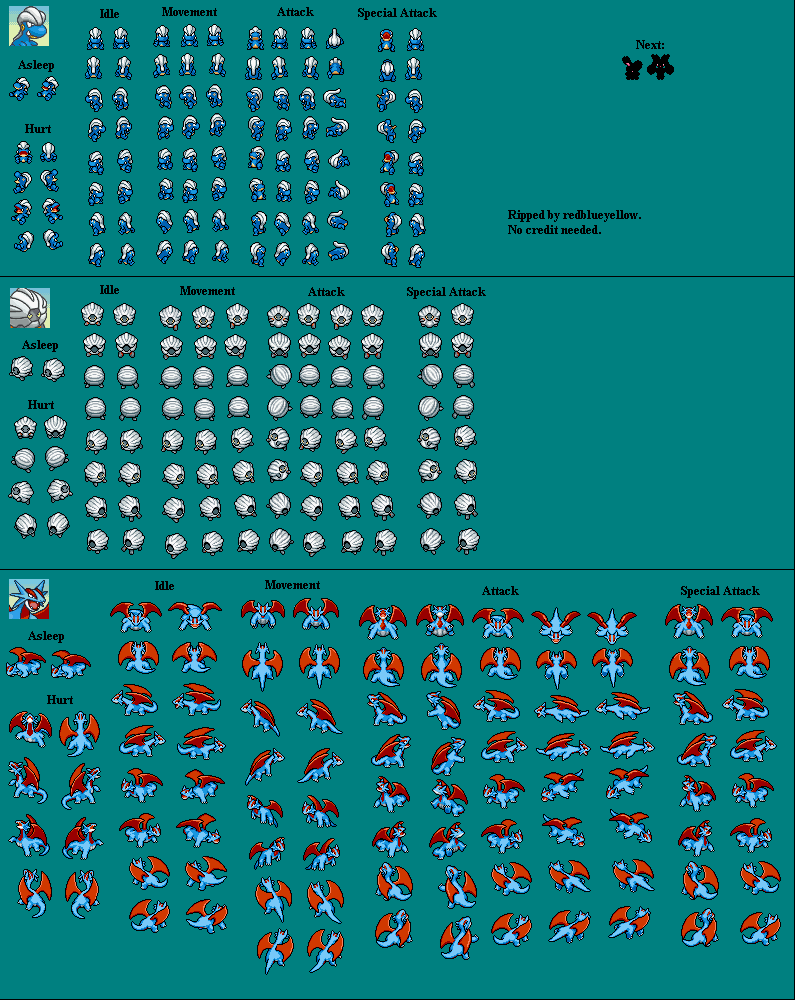 Idle
Movement
Attack
Special Attack
Asleep
Hurt
Next:
Ripped by redblueyellow.
No credit needed.
Idle
Movement
Attack
Special Attack
Asleep
Hurt
Idle
Movement
Attack
Special Attack
Asleep
Hurt